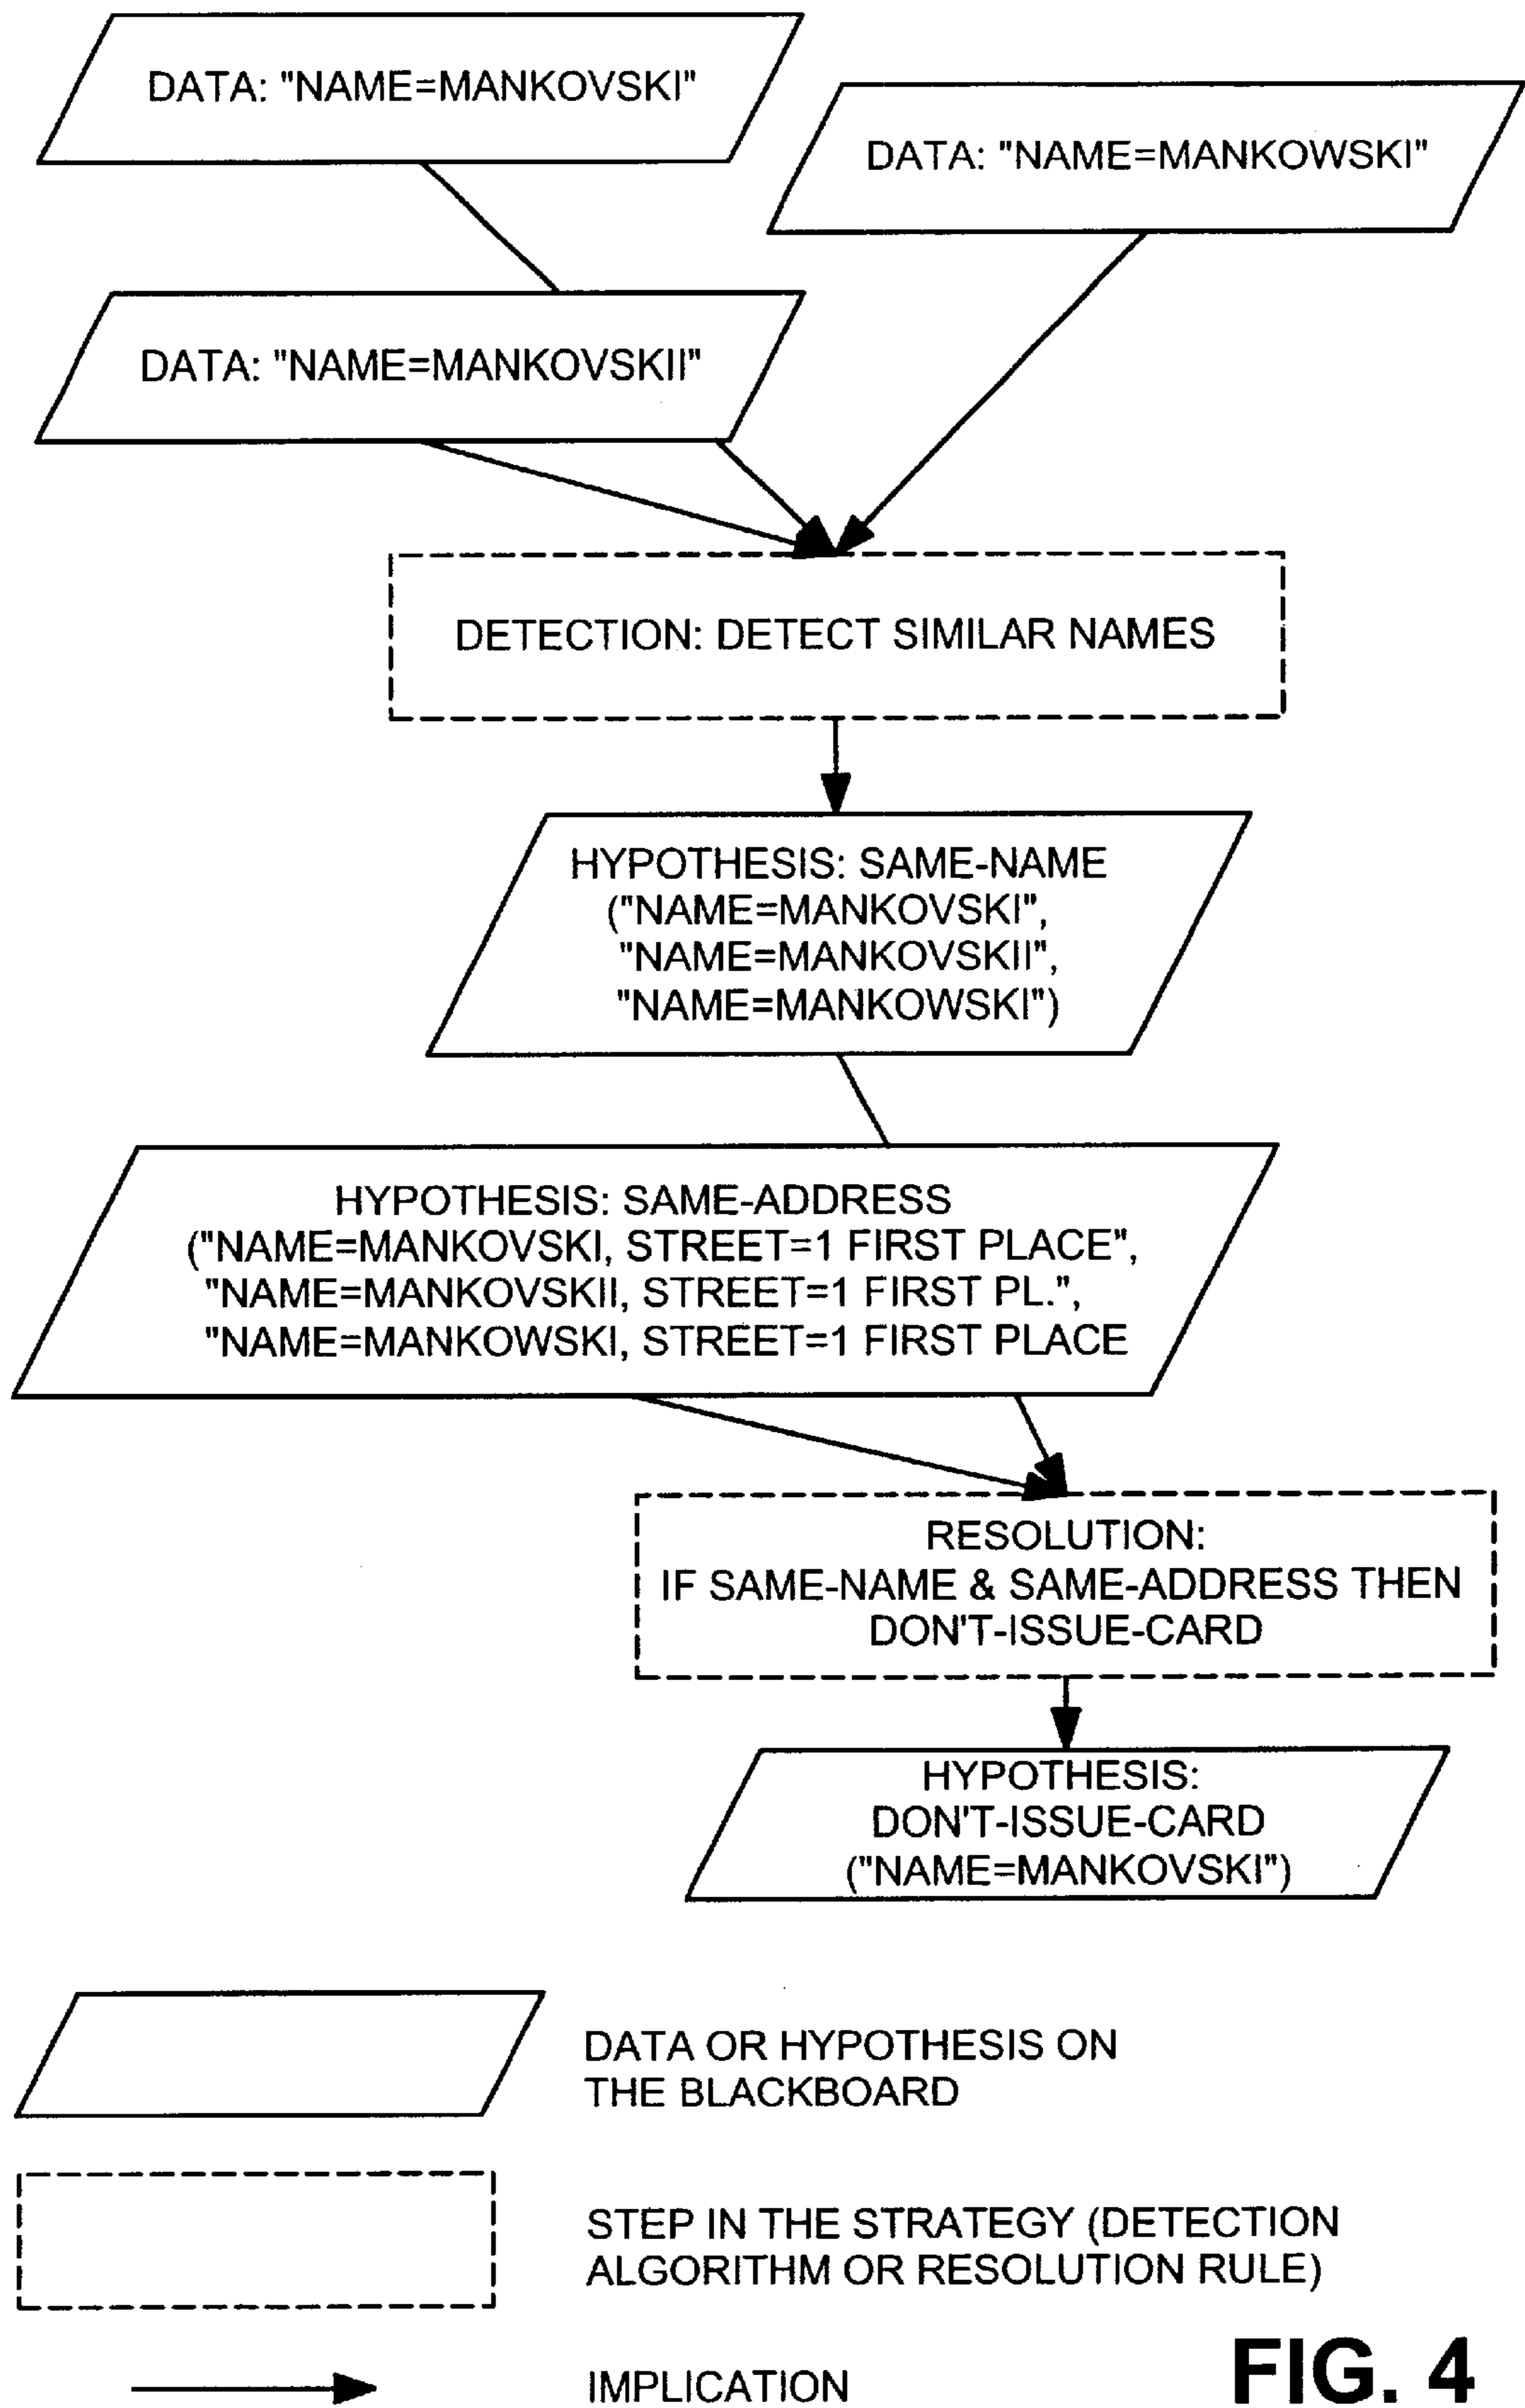 DATA: "NAME=MANKOVSKI"
DATA: "NAME=MANKOWSKI"
DATA: "NAME=MANKOVSKII"
DETECTION: DETECT SIMILAR NAMES
HYPOTHESIS: SAME-NAME
("NAME=MANKOVSKI",
"NAME=MANKOVSKII",
"NAME=MANKOWSKI")
HYPOTHESIS: SAME-ADDRESS
("NAME=MANKOVSKI, STREET=1 FIRST PLACE",
"NAME=MANKOVSKII, STREET=1 FIRST PL.",
"NAME=MANKOWSKI, STREET=1 FIRST PLACE
RESOLUTION:
IF SAME-NAME & SAME-ADDRESS THEN
DON'T-ISSUE-CARD
HYPOTHESIS:
DON'T-ISSUE-CARD
("NAME=MANKOVSKI")
DATA OR HYPOTHESIS ON
THE BLACKBOARD
STEP IN THE STRATEGY (DETECTION
ALGORITHM OR RESOLUTION RULE)
IMPLICATION
FIG. 4